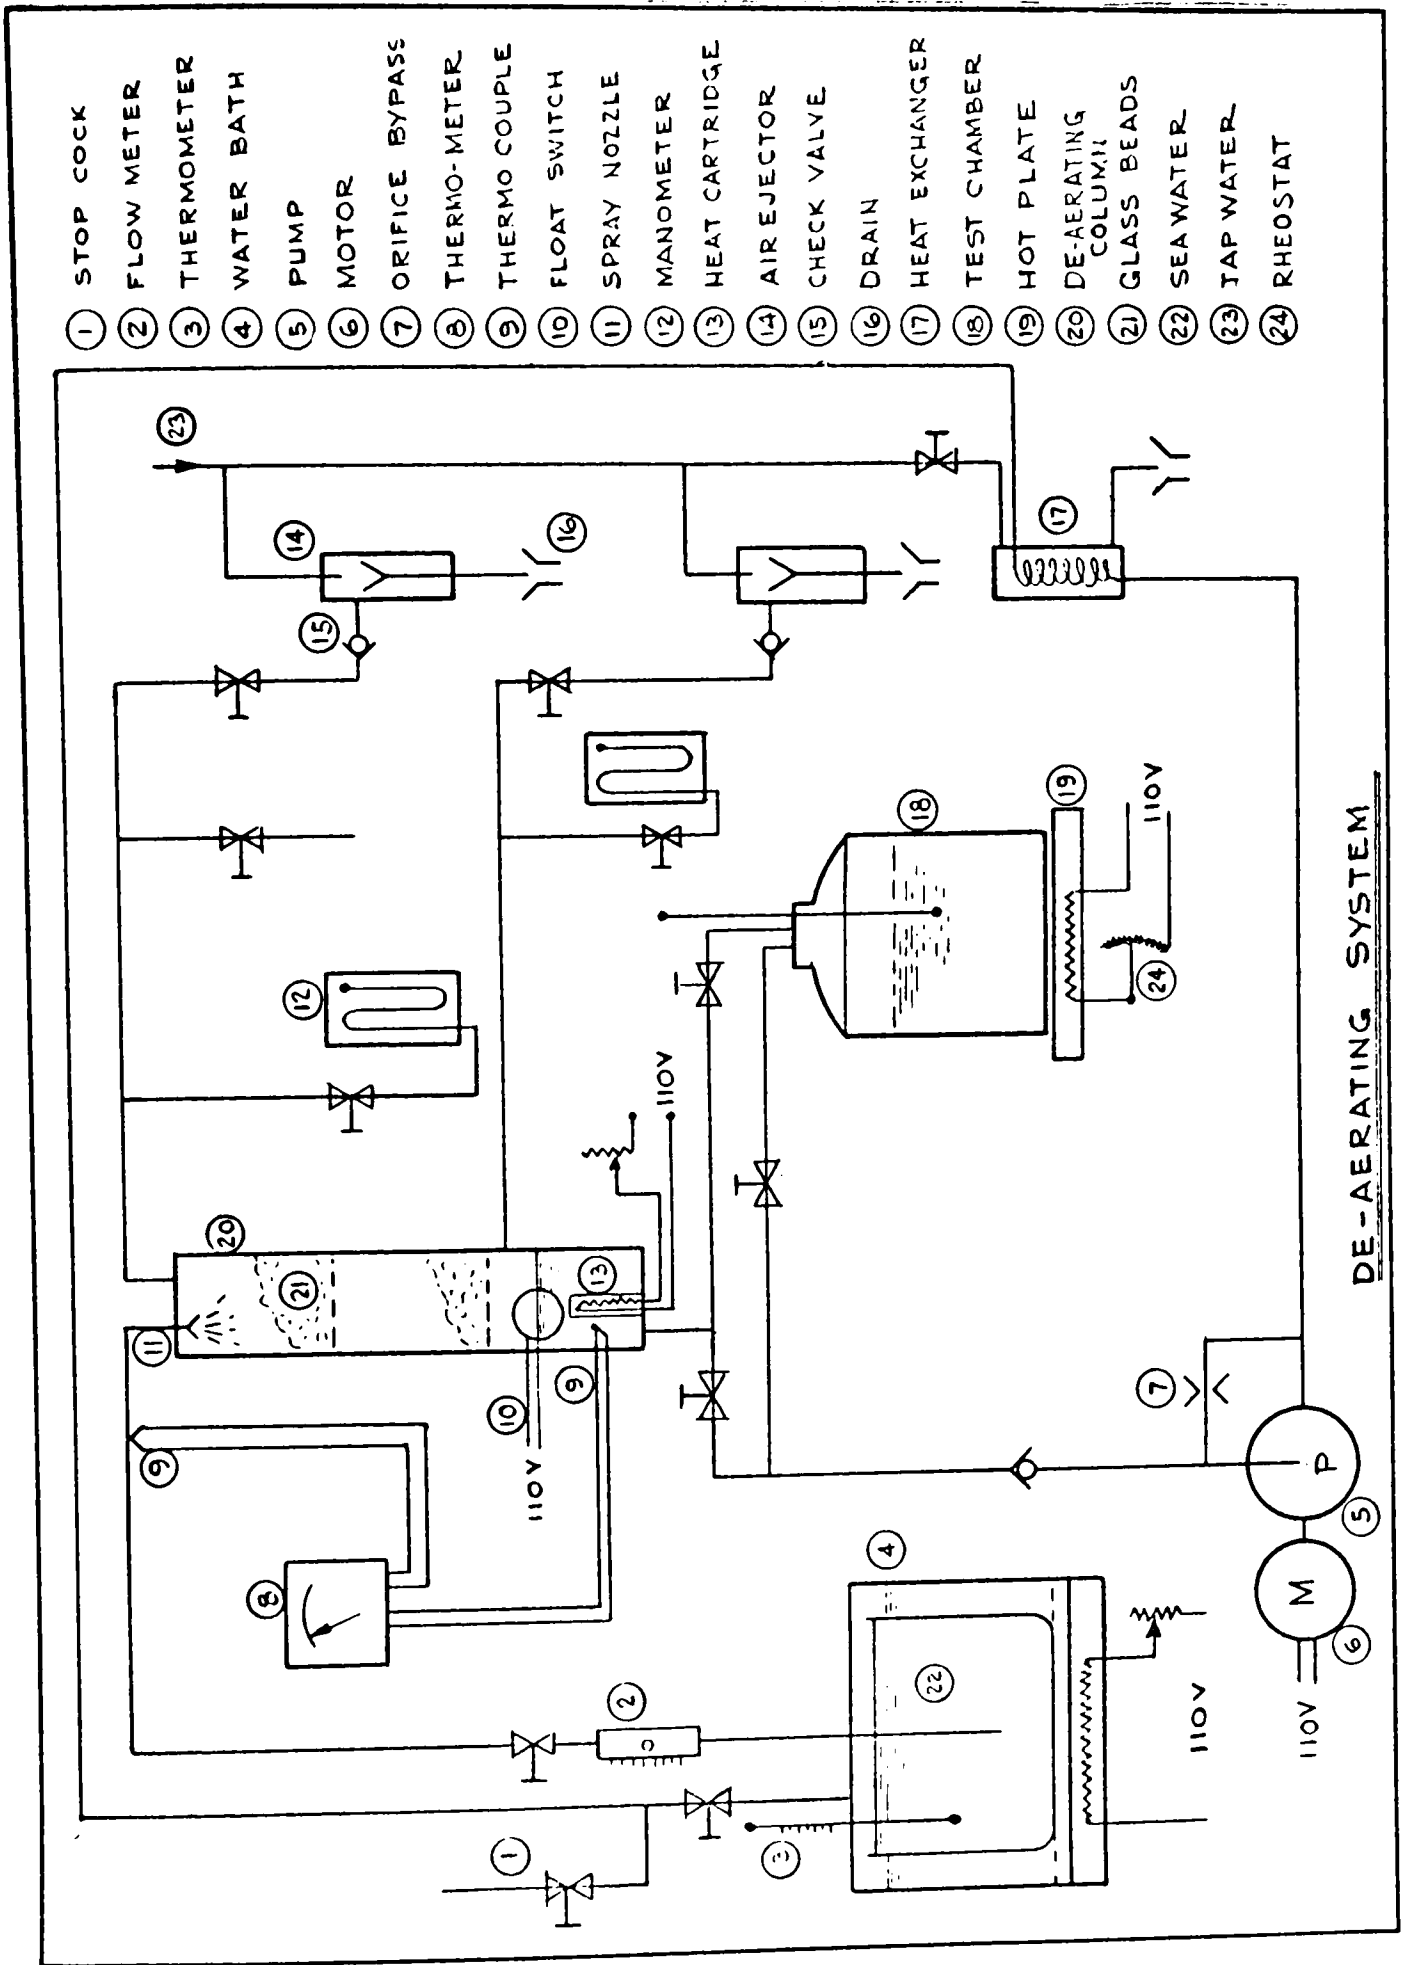 ① STOP COCK
② FLOW METER
③ THERMOMETER
④ WATER BATH
⑤ PUMP
⑥ MOTOR
⑦ ORIFICE BYPASS
⑧ THERMO-METER
⑨ THERMO COUPLE
⑩ FLOAT SWITCH
⑪ SPRAY NOZZLE
⑫ MANOMETER
⑬ HEAT CARTRIDGE
⑭ AIR EJECTOR
⑮ CHECK VALVE
⑯ DRAIN
⑰ HEAT EXCHANGER
⑱ TEST CHAMBER
⑲ HOT PLATE
⑳ DE-AERATING
COLUMN
㉑ GLASS BEADS
㉒ SEA WATER
㉓ TAP WATER
㉔ RHEOSTAT
㉓
⑭
⑯
⑮
⑰
⑫
110V
⑱
⑲
110V
㉔
⑳
㉑
⑬
⑪
⑨
⑩
110V
⑨
⑧
⑦
P
⑤
M
⑥
110V
④
②
㉒
110V
①
③
DE-AERATING SYSTEM